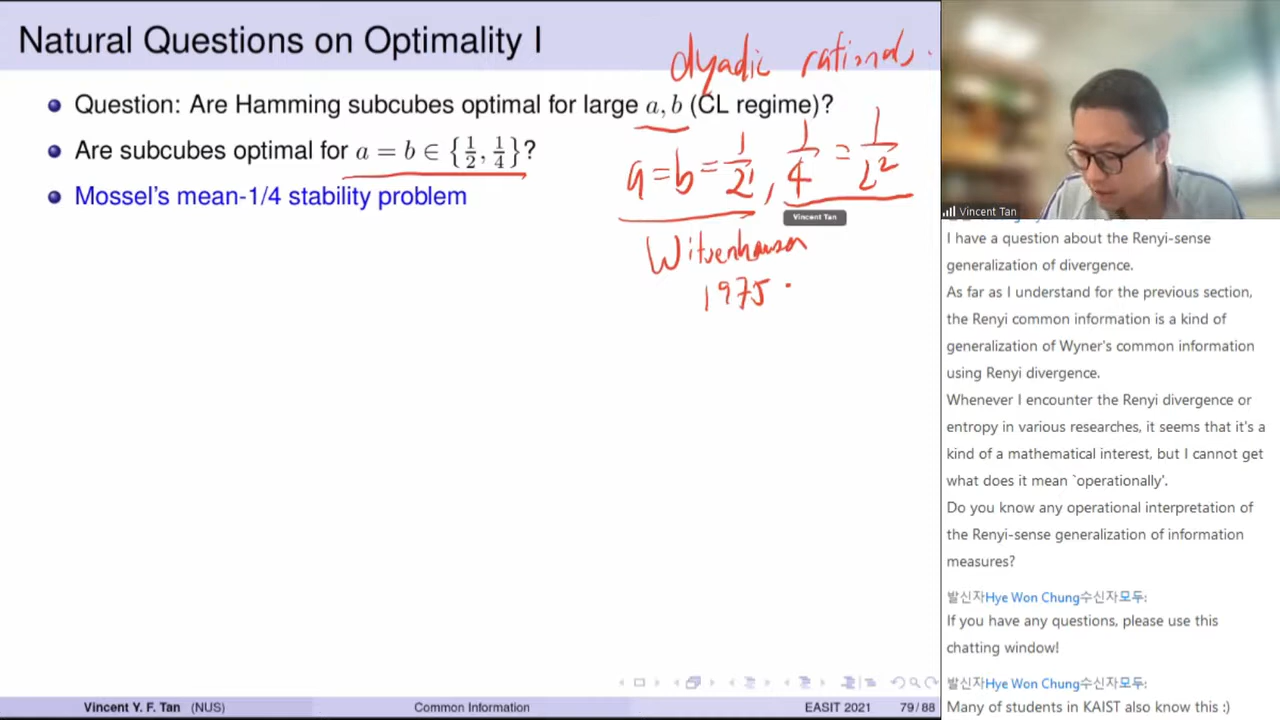 Natural Questions on Optimality I
dyadic rationals.
Question: Are Hamming subcubes optimal for large a, b (CL regime)?
Are subcubes optimal for a = b ∈ {1/2, 1/4}?
a = b = 1/2¹, 1/4 = 1/2²
Mossel's mean-1/4 stability problem
Vincent Tan
Witsenhausen
1975.
Vincent Tan
I have a question about the Renyi-sense
generalization of divergence.
As far as I understand for the previous section,
the Renyi common information is a kind of
generalization of Wyner's common information
using Renyi divergence.
Whenever I encounter the Renyi divergence or
entropy in various researches, it seems that it's a
kind of a mathematical interest, but I cannot get
what does it mean `operationally'.
Do you know any operational interpretation of
the Renyi-sense generalization of information
measures?
발신자Hye Won Chung수신자모두:
If you have any questions, please use this
chatting window!
발신자Hye Won Chung수신자모두:
Many of students in KAIST also know this :)
Vincent Y. F. Tan (NUS) Common Information EASIT 2021 79 / 88